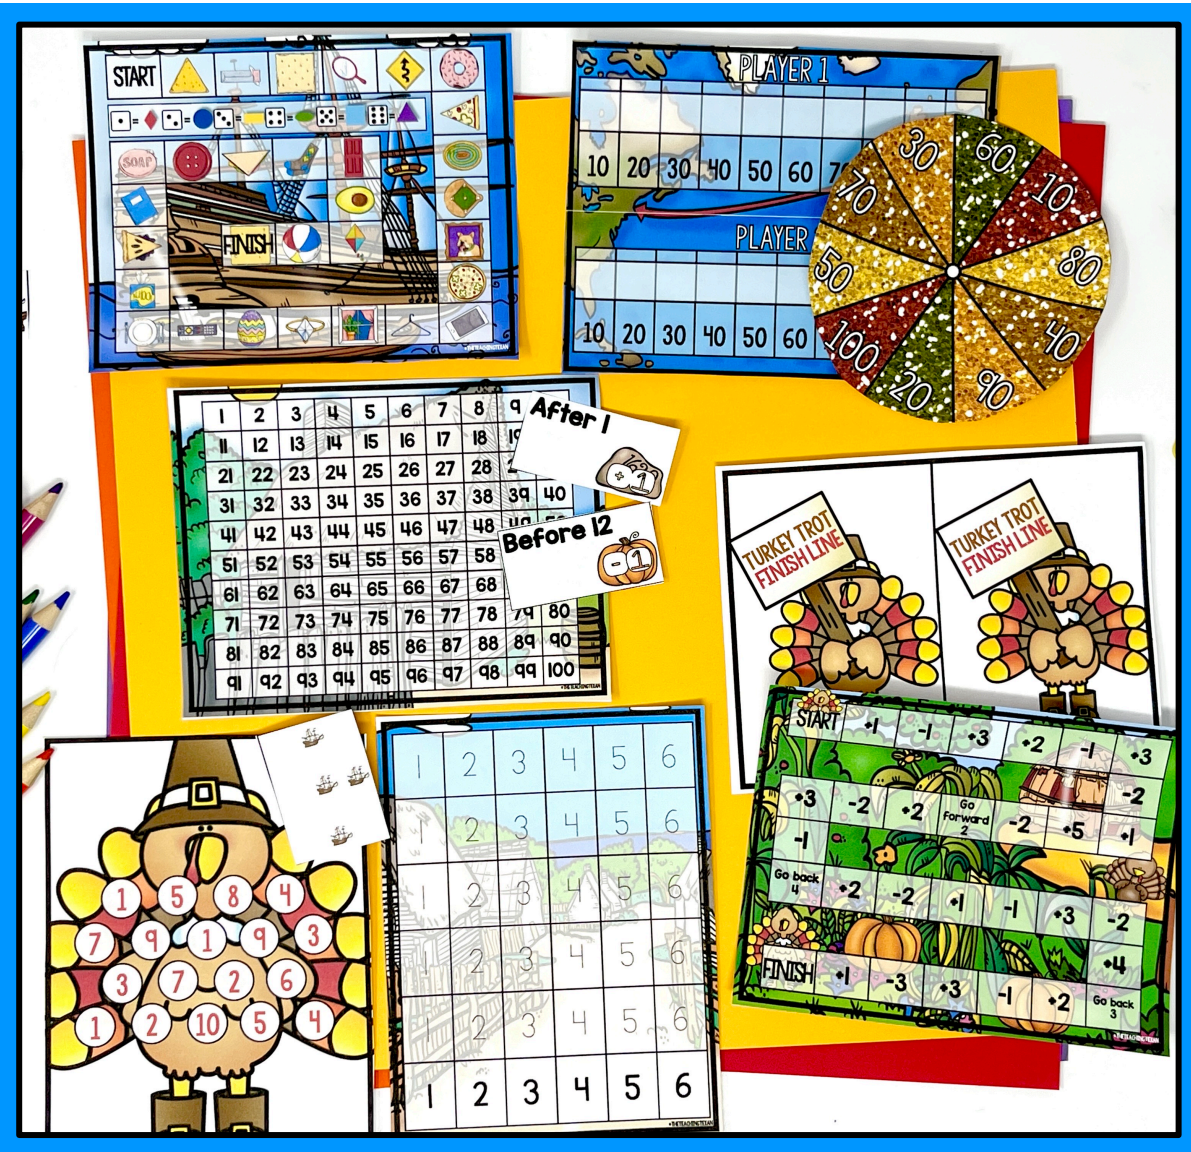 START
SOAP
FINISH
©THETEACHINGTEXAN
PLAYER 1
10 20 30 40 50 60
PLAYER
10 20 30 40 50 60
30 60 10 80 40 90 20 100 50 70
1 2 3 4 5 6 7 8 9
11 12 13 14 15 16 17 18
21 22 23 24 25 26 27 28
31 32 33 34 35 36 37 38 39 40
41 42 43 44 45 46 47 48
51 52 53 54 55 56 57 58
61 62 63 64 65 66 67 68
71 72 73 74 75 76 77 78 79 80
81 82 83 84 85 86 87 88 89 90
91 92 93 94 95 96 97 98 99 100
©THETEACHINGTEXAN
After 1
+1
Before 12
-1
TURKEY TROT
FINISH LINE
TURKEY TROT
FINISH LINE
1 5 8 4
7 9 1 9 3
3 7 2 6
1 2 10 5 4
1 2 3 4 5 6
1 2 3 4 5 6
1 2 3 4 5 6
1 2 3 4 5 6
1 2 3 4 5 6
1 2 3 4 5 6
©THETEACHINGTEXAN
START +1 -1 +3 +2 -1 +3
-2
+3 -2 +2 Go forward 2 -2 +5 +1
-1
Go back 4 +2 -2 +1 -1 +3 -2
+4
FINISH +1 -3 +3 -1 +2 Go back 3
©THETEACHINGTEXAN